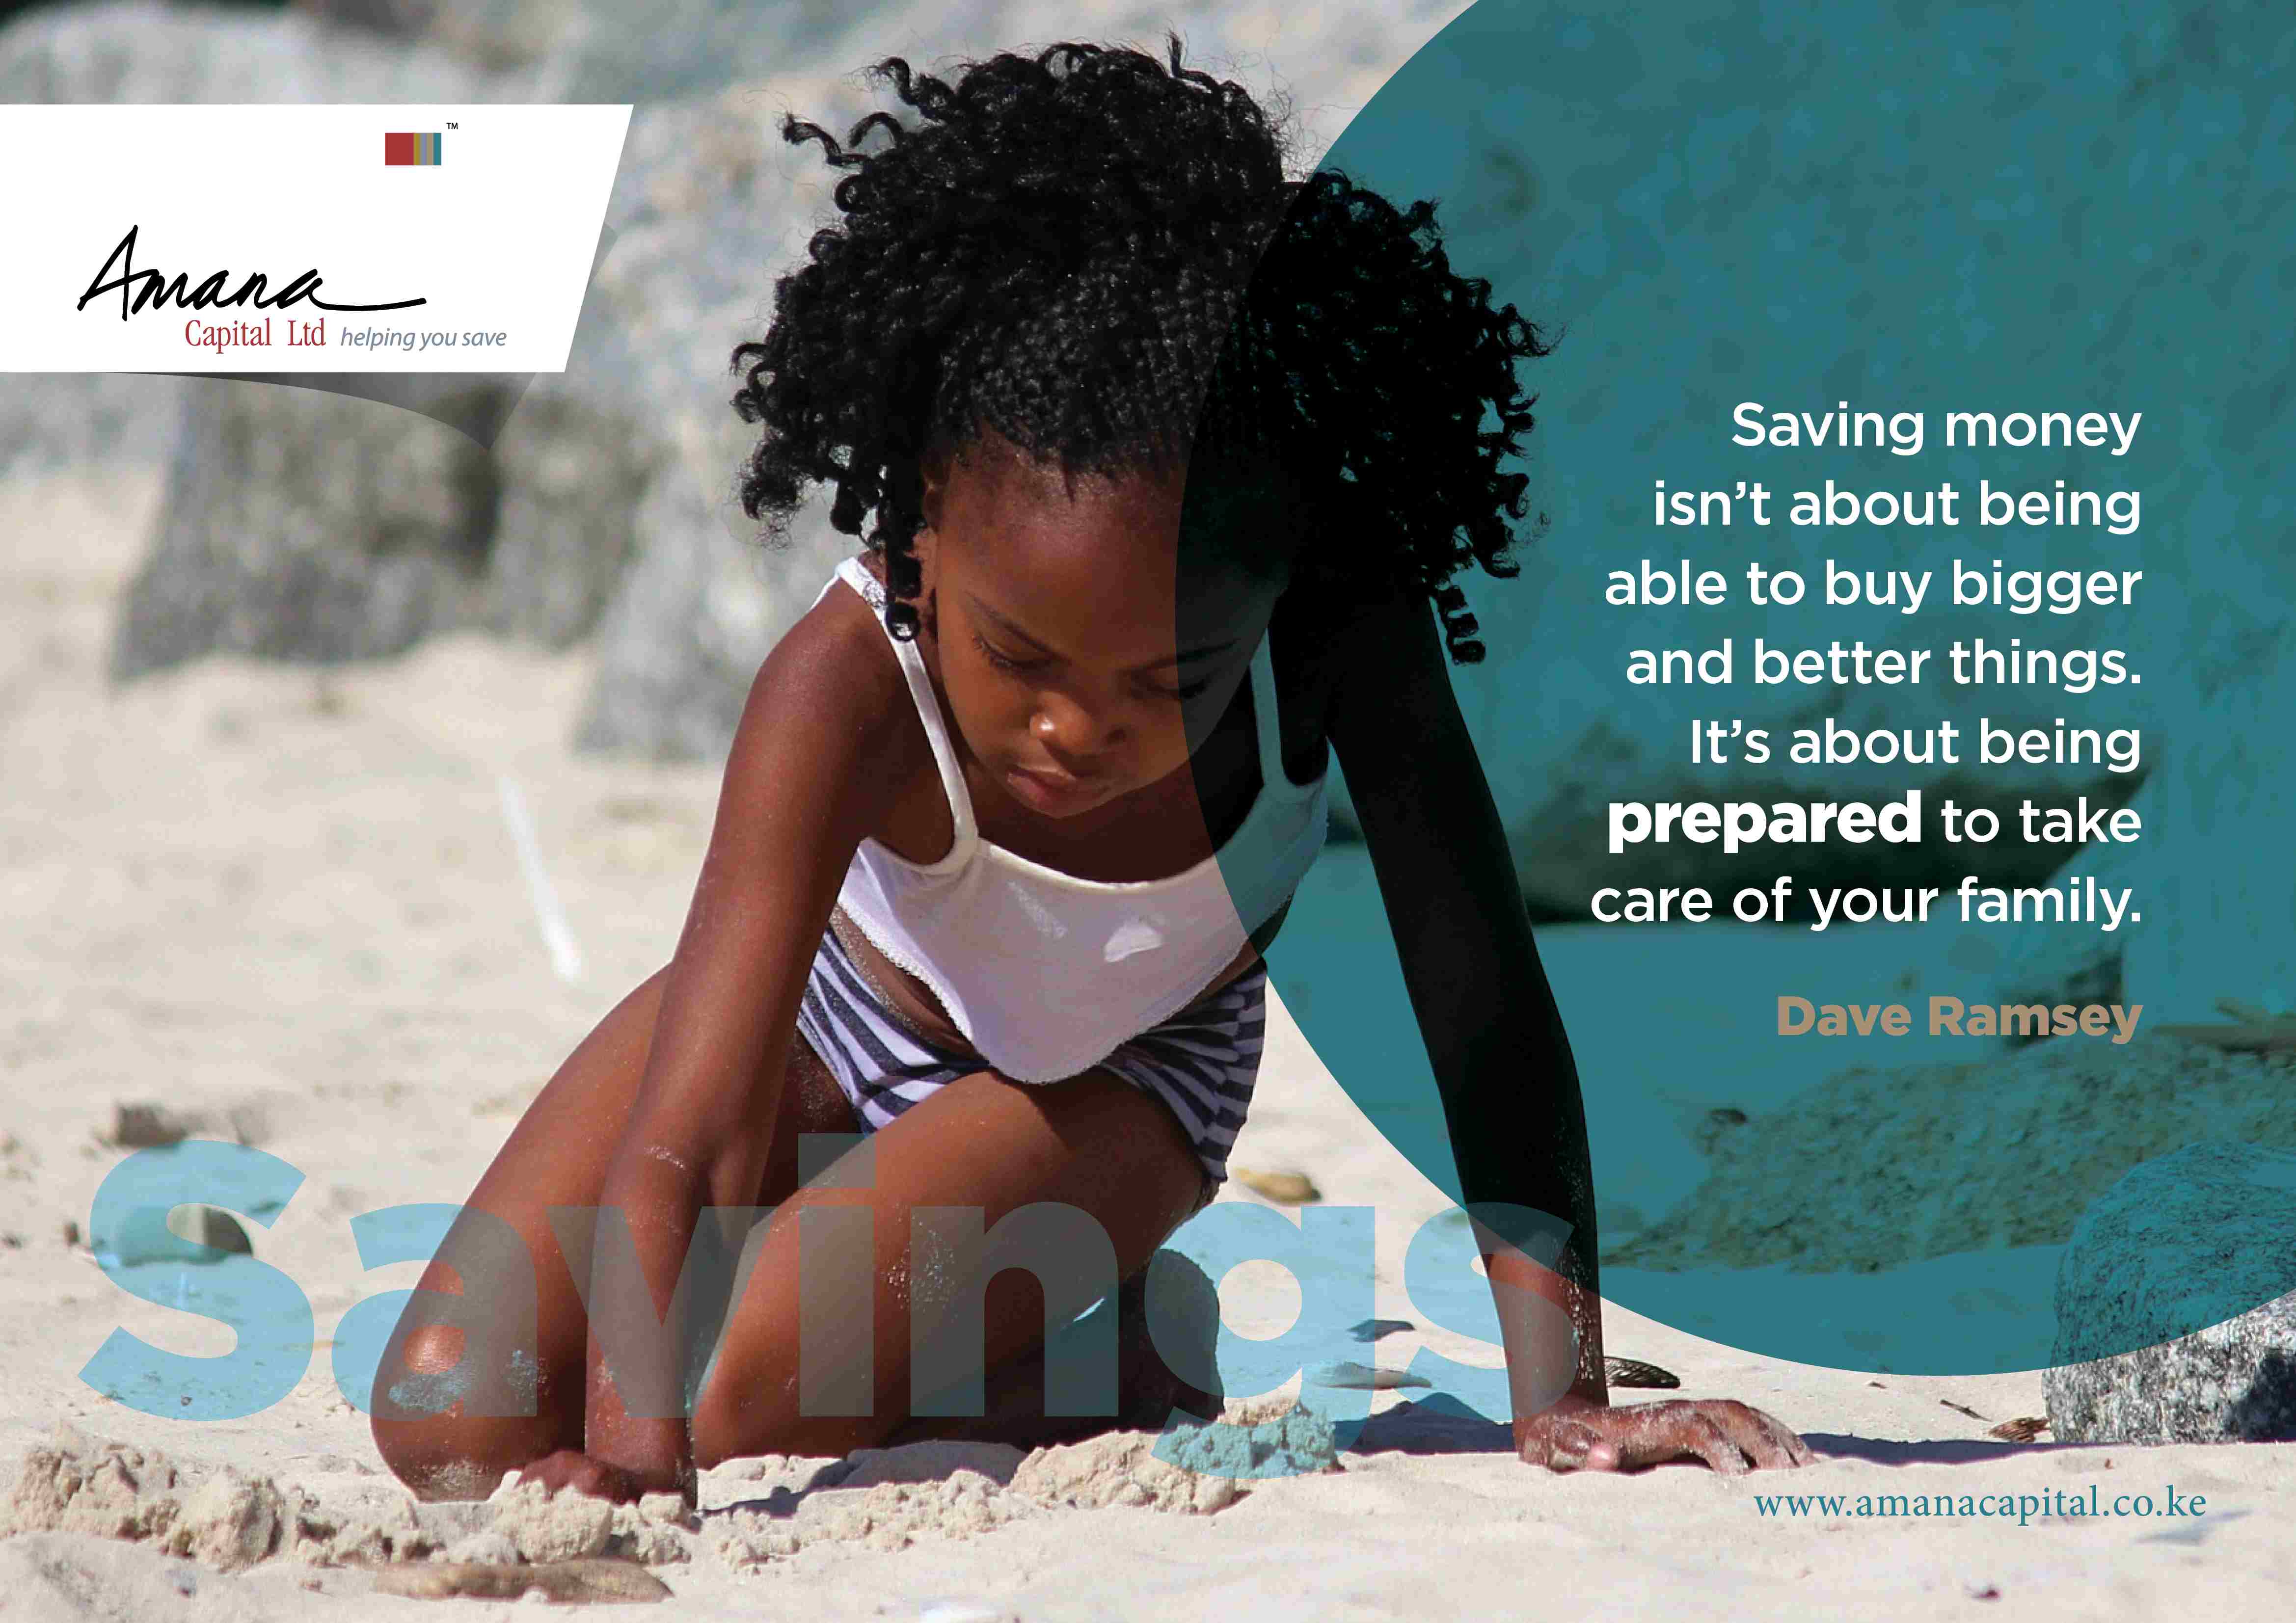 TM
Amana
Capital Ltd helping you save
Saving money
isn’t about being
able to buy bigger
and better things.
It’s about being
prepared to take
care of your family.
Dave Ramsey
Savings
www.amanacapital.co.ke